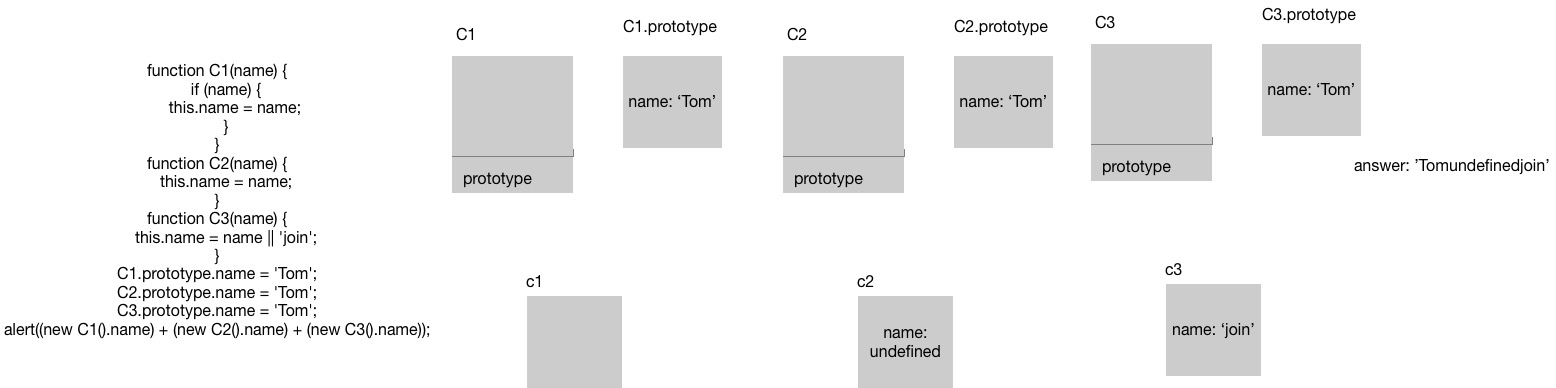 function C1(name) {
if (name) {
this.name = name;
}
}
function C2(name) {
this.name = name;
}
function C3(name) {
this.name = name || 'join';
}
C1.prototype.name = 'Tom';
C2.prototype.name = 'Tom';
C3.prototype.name = 'Tom';
alert((new C1().name) + (new C2().name) + (new C3().name));
C1
C1.prototype
name: ‘Tom’
prototype
c1
C2
C2.prototype
name: ‘Tom’
prototype
c2
name:
undefined
C3
C3.prototype
name: ‘Tom’
prototype
c3
name: ‘join’
answer: ’Tomundefinedjoin’